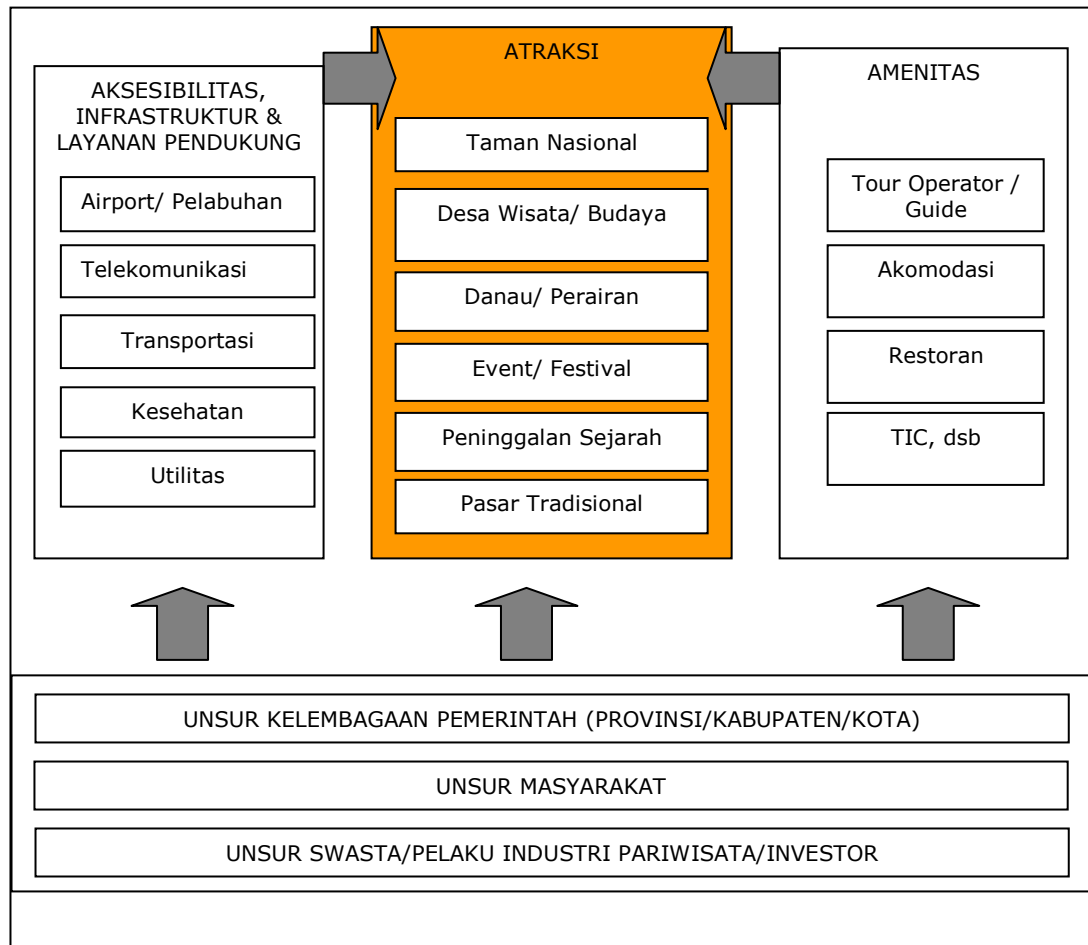 AKSESIBILITAS,
INFRASTRUKTUR &
LAYANAN PENDUKUNG
Airport/ Pelabuhan
Telekomunikasi
Transportasi
Kesehatan
Utilitas
ATRAKSI
Taman Nasional
Desa Wisata/ Budaya
Danau/ Perairan
Event/ Festival
Peninggalan Sejarah
Pasar Tradisional
AMENITAS
Tour Operator /
Guide
Akomodasi
Restoran
TIC, dsb
UNSUR KELEMBAGAAN PEMERINTAH (PROVINSI/KABUPATEN/KOTA)
UNSUR MASYARAKAT
UNSUR SWASTA/PELAKU INDUSTRI PARIWISATA/INVESTOR